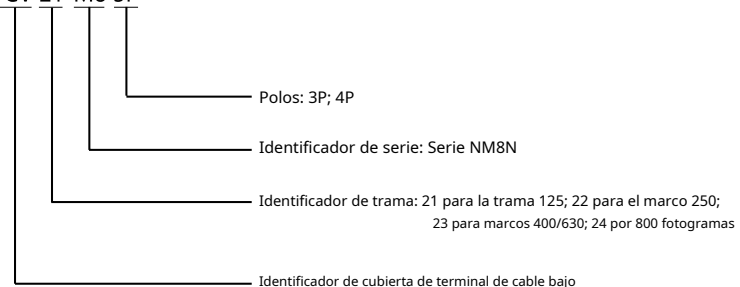 Polos: 3P; 4P
Identificador de serie: Serie NM8N
Identificador de trama: 21 para la trama 125; 22 para el marco 250;
23 para marcos 400/630; 24 por 800 fotogramas
Identificador de cubierta de terminal de cable bajo